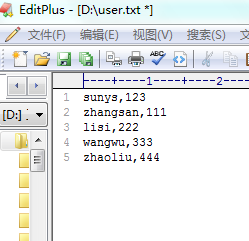 EditPlus - [D:\user.txt *]
文件(F) 编辑(E) 视图(V) 搜索(S)
----+----1----+----2
[D:]
1 sunys,123
2 zhangsan,111
3 lisi,222
4 wangwu,333
5 zhaoliu,444